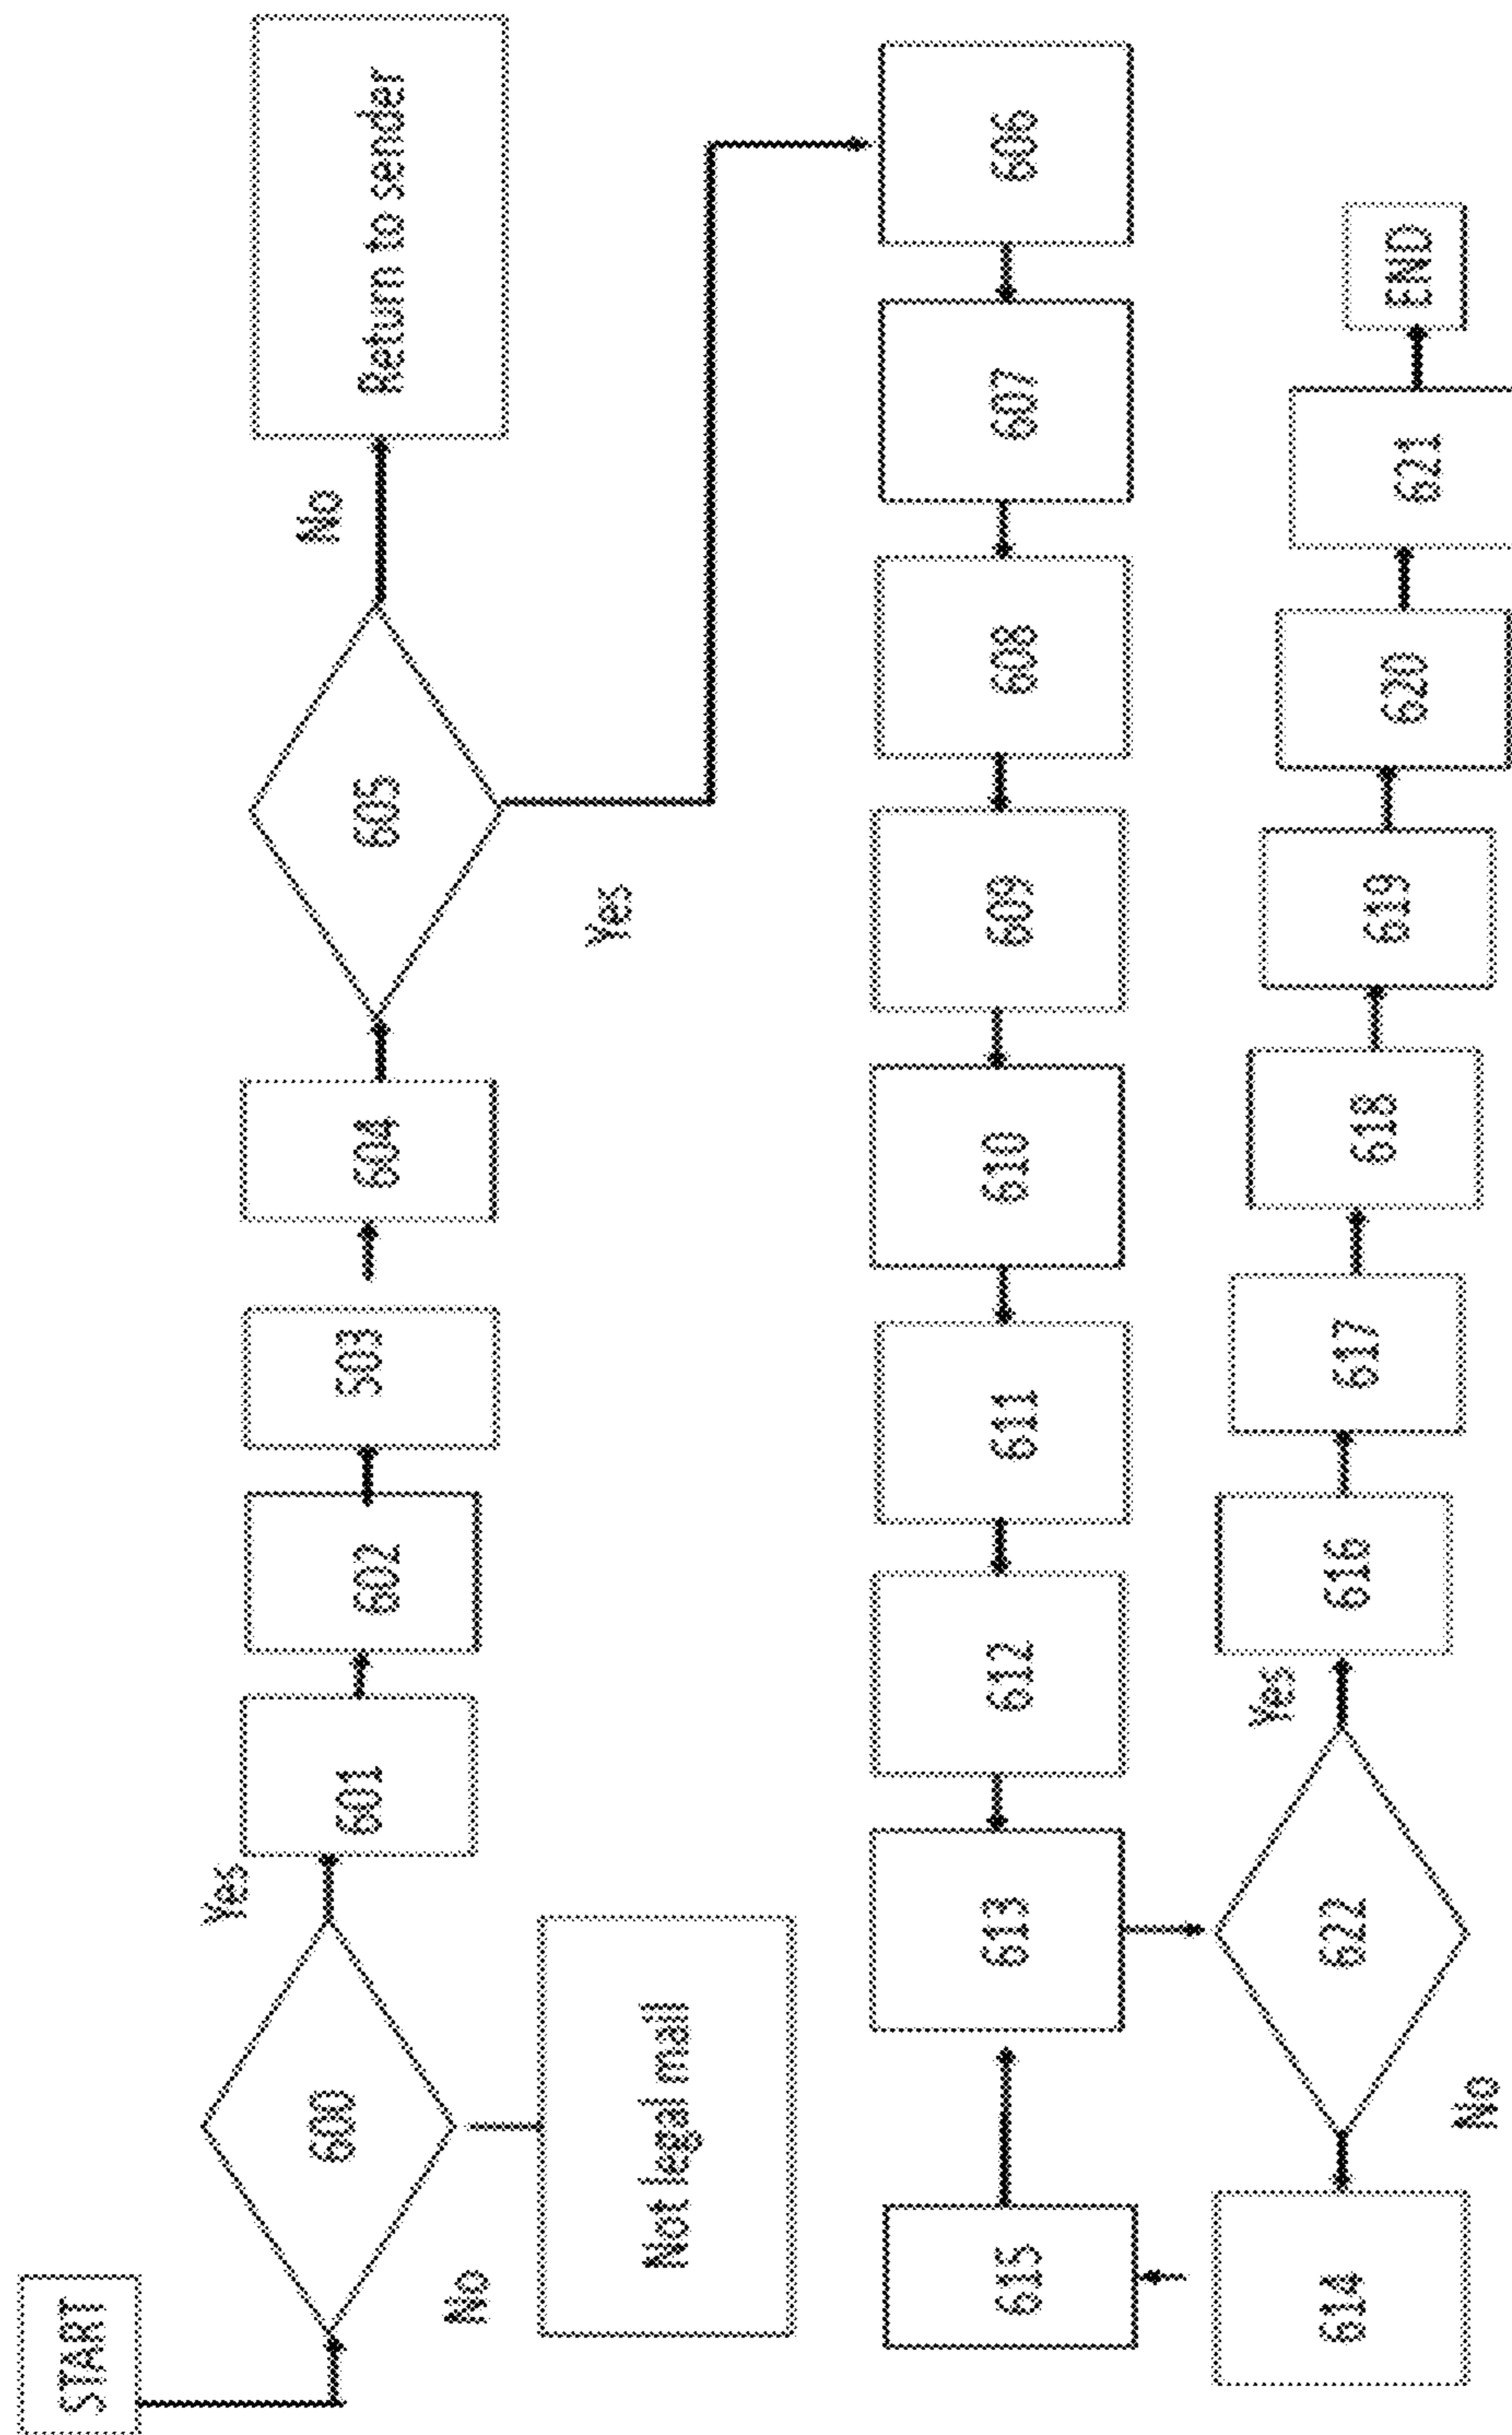 START
600
No
Not legal mail
Yes
601
602
503
604
605
No
Return to sender
Yes
606
607
608
609
610
611
612
613
622
No
614
615
Yes
616
617
618
619
620
621
END